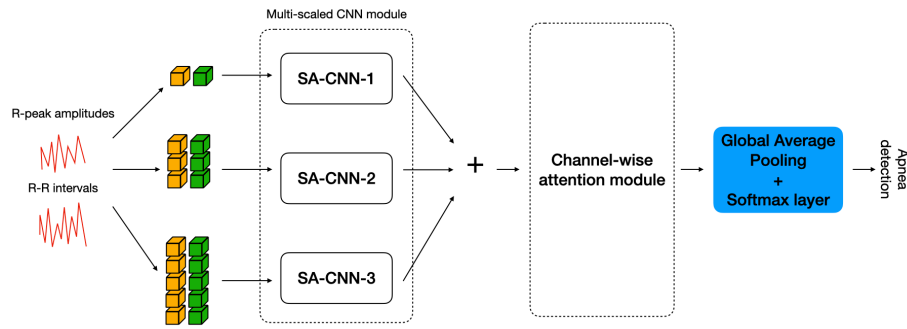 Multi-scaled CNN module
R-peak amplitudes
R-R intervals
SA-CNN-1
SA-CNN-2
SA-CNN-3
+
Channel-wise
attention module
Global Average
Pooling
+
Softmax layer
Apnea
detection